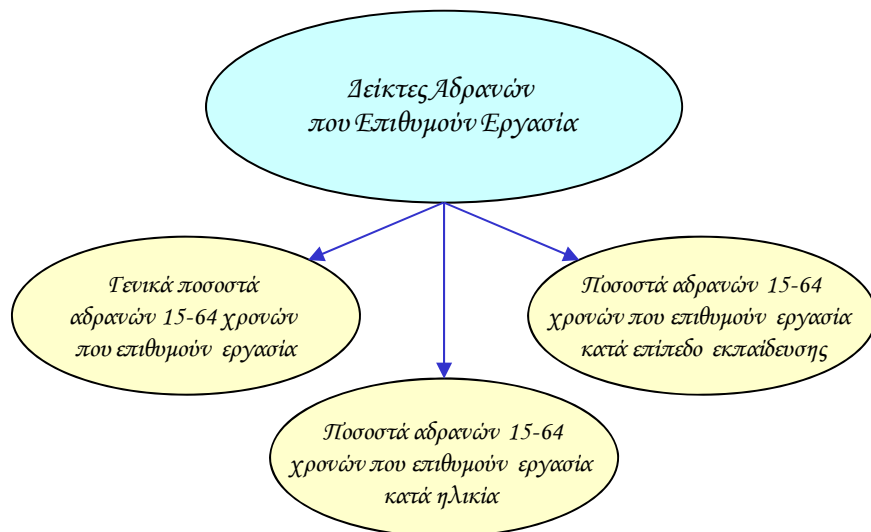 Δείκτες Αδρανών
που Επιθυμούν Εργασία
Γενικά ποσοστά
αδρανών 15-64 χρονών
που επιθυμούν εργασία
Ποσοστά αδρανών 15-64
χρονών που επιθυμούν εργασία
κατά επίπεδο εκπαίδευσης
Ποσοστά αδρανών 15-64
χρονών που επιθυμούν εργασία
κατά ηλικία